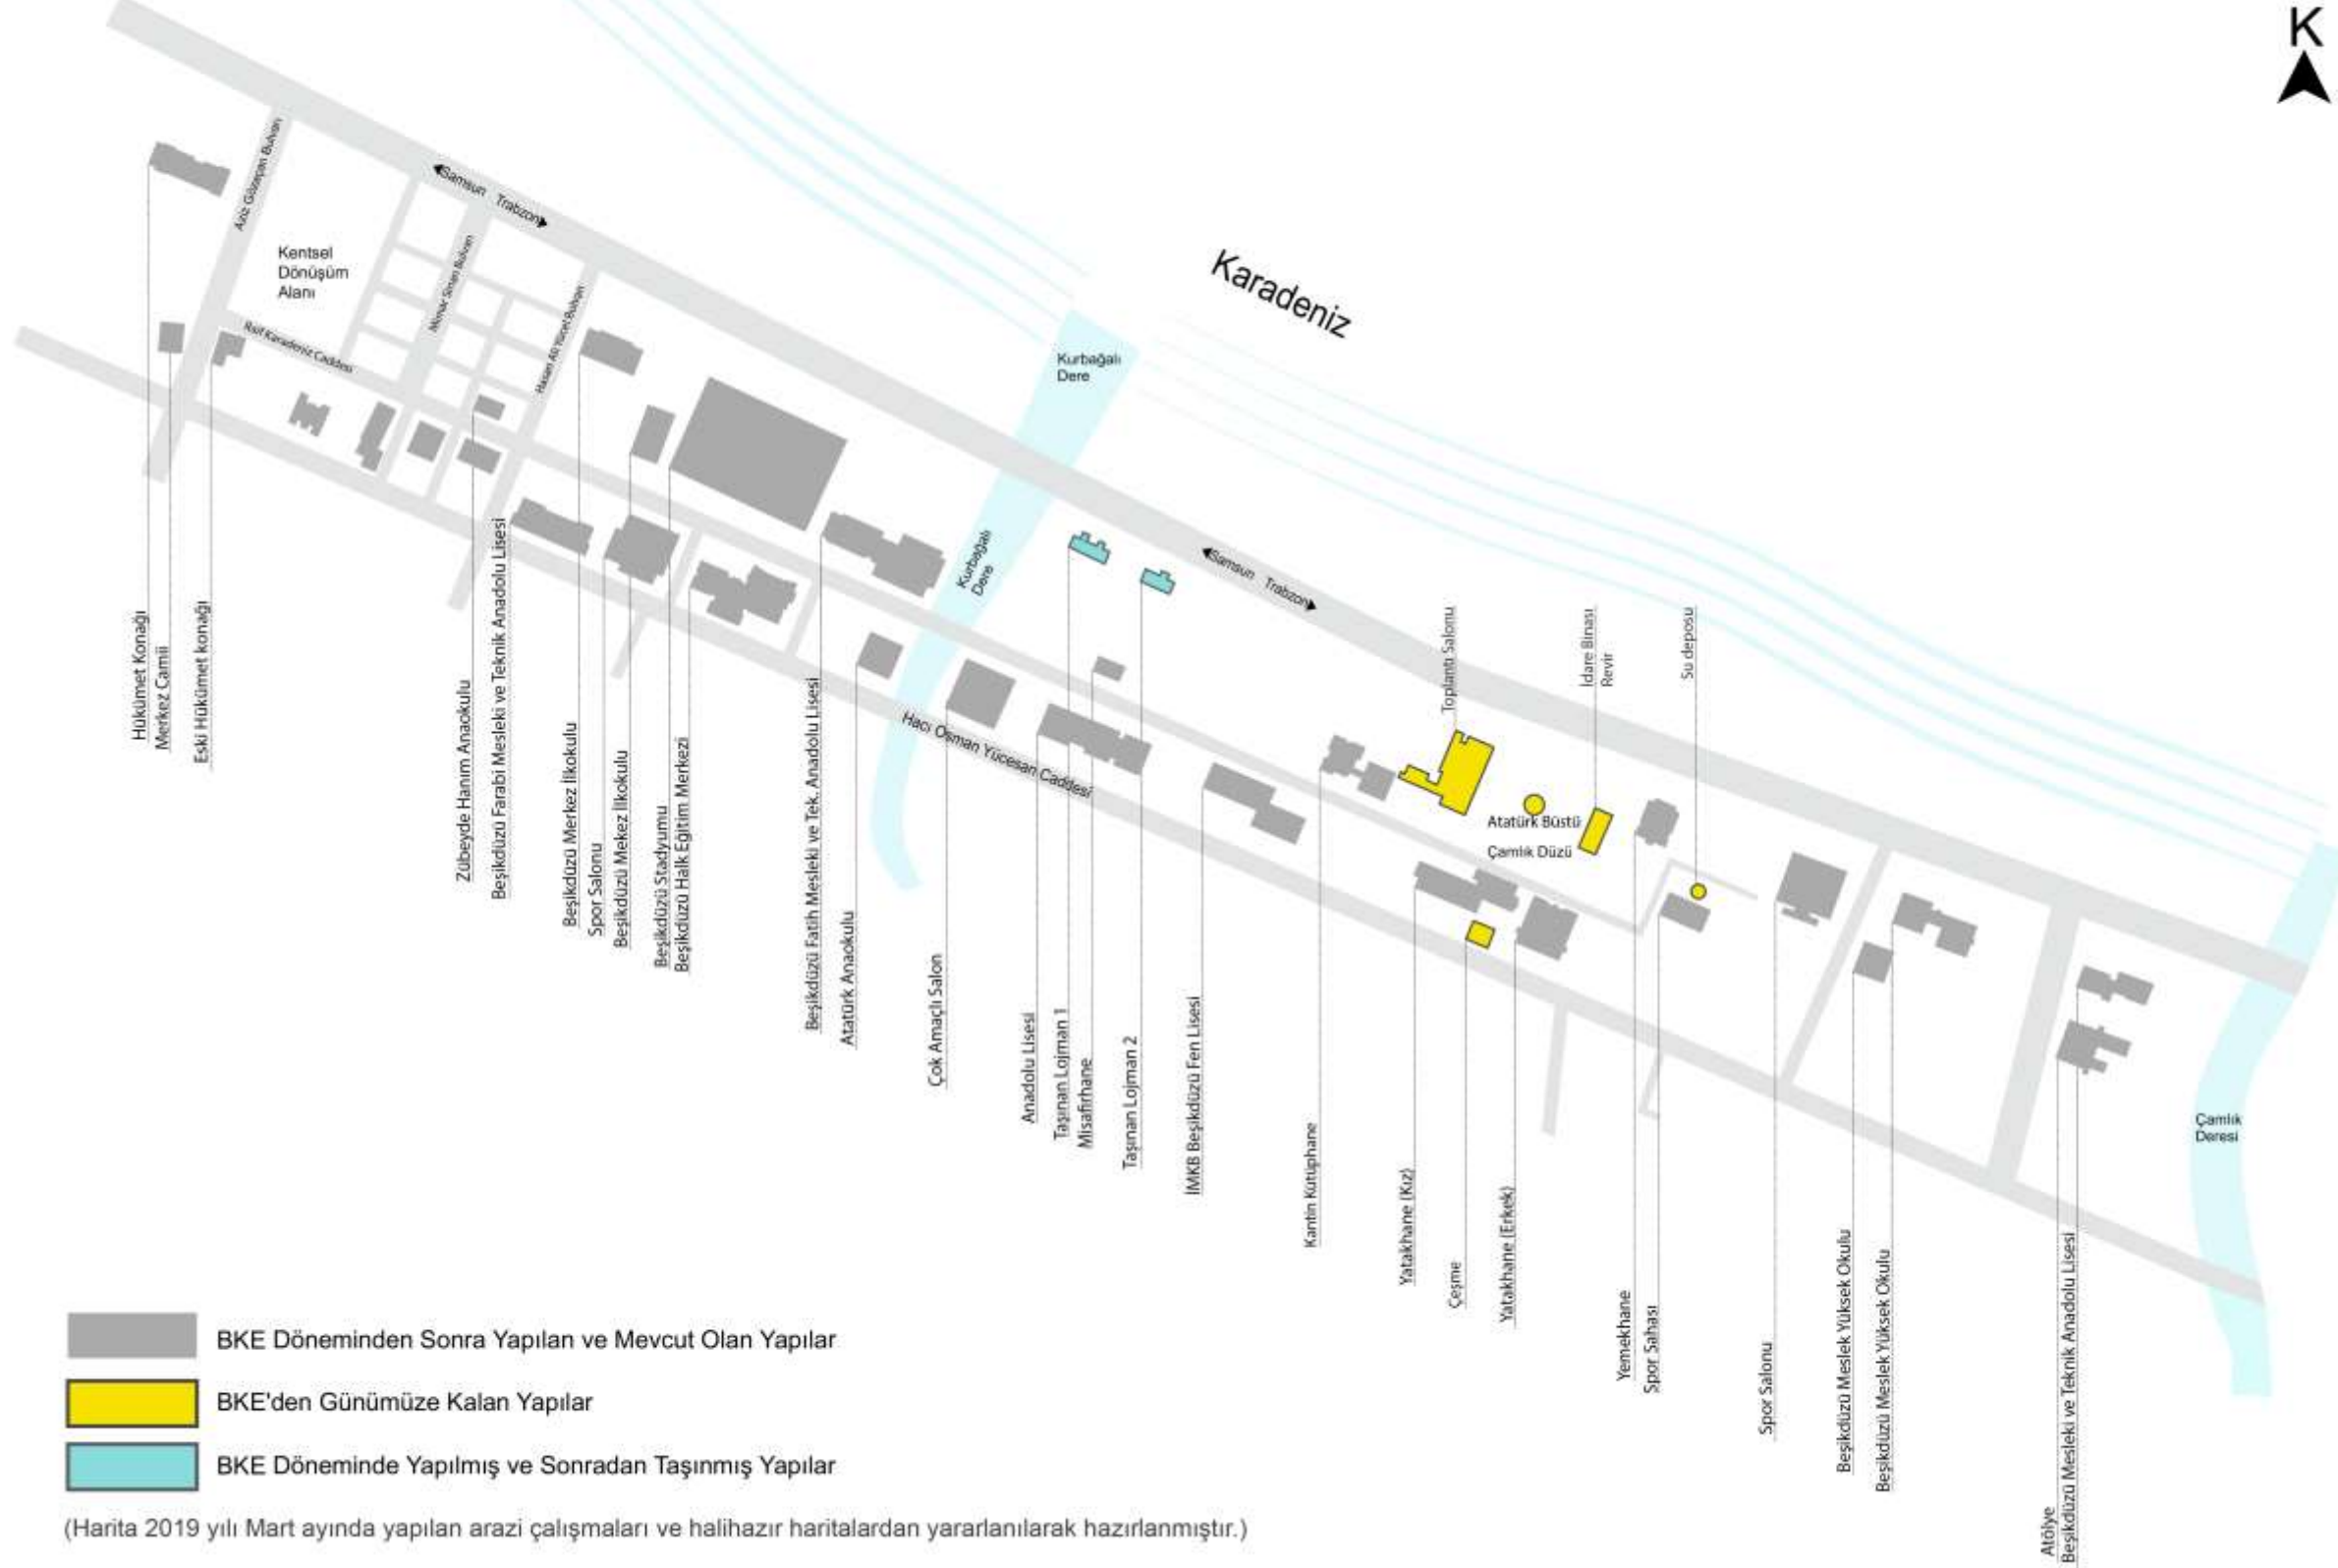 K
Karadeniz
Samsun Trabzon
Aziz Gözaçan Bulvarı
Kentsel
Dönüşüm
Alanı
Mimar Sinan Bulvarı
Hasan Ali Yücel Bulvarı
Raif Karadeniz Caddesi
Kurbağalı
Dere
Kurbağalı
Dere
Samsun Trabzon
Hacı Osman Yücesan Caddesi
Toplantı Salonu
İdare Binası
Revir
Su deposu
Atatürk Büstü
Çamlık Düzü
Çamlık
Deresi
Hükümet Konağı
Merkez Camii
Eski Hükümet konağı
Zübeyde Hanım Anaokulu
Beşikdüzü Farabi Mesleki ve Teknik Anadolu Lisesi
Beşikdüzü Merkez İlkokulu
Spor Salonu
Beşikdüzü Mekez İlkokulu
Beşikdüzü Stadyumu
Beşikdüzü Halk Eğitim Merkezi
Beşikdüzü Fatih Mesleki ve Tek. Anadolu Lisesi
Atatürk Anaokulu
Çok Amaçlı Salon
Anadolu Lisesi
Taşınan Lojman 1
Misafirhane
Taşınan Lojman 2
İMKB Beşikdüzü Fen Lisesi
Kantin Kütüphane
Yatakhane (Kız)
Çeşme
Yatakhane (Erkek)
Yemekhane
Spor Sahası
Spor Salonu
Beşikdüzü Meslek Yüksek Okulu
Beşikdüzü Meslek Yüksek Okulu
Atölye
Beşikdüzü Mesleki ve Teknik Anadolu Lisesi
BKE Döneminden Sonra Yapılan ve Mevcut Olan Yapılar
BKE'den Günümüze Kalan Yapılar
BKE Döneminde Yapılmış ve Sonradan Taşınmış Yapılar
(Harita 2019 yılı Mart ayında yapılan arazi çalışmaları ve halihazır haritalardan yararlanılarak hazırlanmıştır.)